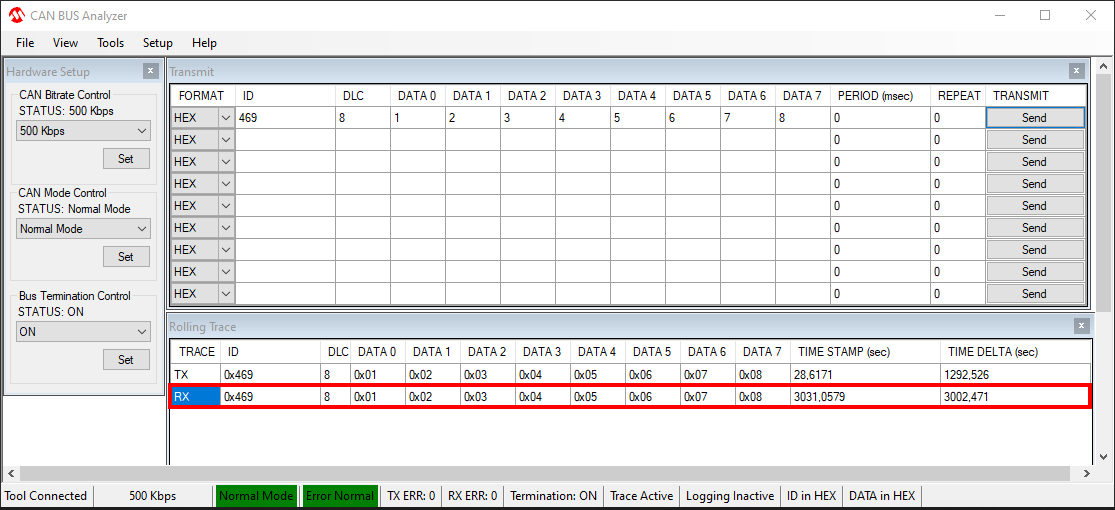 CAN BUS Analyzer
File View Tools Setup Help
Hardware Setup
CAN Bitrate Control
STATUS: 500 Kbps
500 Kbps
Set
CAN Mode Control
STATUS: Normal Mode
Normal Mode
Set
Bus Termination Control
STATUS: ON
ON
Set
Transmit
FORMAT ID DLC DATA 0 DATA 1 DATA 2 DATA 3 DATA 4 DATA 5 DATA 6 DATA 7 PERIOD (msec) REPEAT TRANSMIT
HEX 469 8 1 2 3 4 5 6 7 8 0 0 Send
HEX 0 0 Send
HEX 0 0 Send
HEX 0 0 Send
HEX 0 0 Send
HEX 0 0 Send
HEX 0 0 Send
HEX 0 0 Send
HEX 0 0 Send
Rolling Trace
TRACE ID DLC DATA 0 DATA 1 DATA 2 DATA 3 DATA 4 DATA 5 DATA 6 DATA 7 TIME STAMP (sec) TIME DELTA (sec)
TX 0x469 8 0x01 0x02 0x03 0x04 0x05 0x06 0x07 0x08 28,6171 1292,526
RX 0x469 8 0x01 0x02 0x03 0x04 0x05 0x06 0x07 0x08 3031,0579 3002,471
Tool Connected 500 Kbps Normal Mode Error Normal TX ERR: 0 RX ERR: 0 Termination: ON Trace Active Logging Inactive ID in HEX DATA in HEX